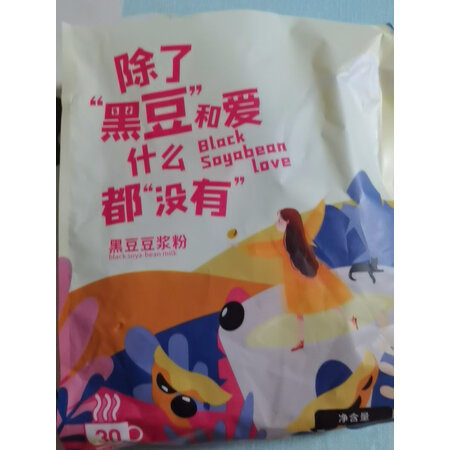 除了
“黑豆”和爱
什么 Black
Soyabean
love
都“没有”
黑豆豆浆粉
black soya-bean milk
30
净含量